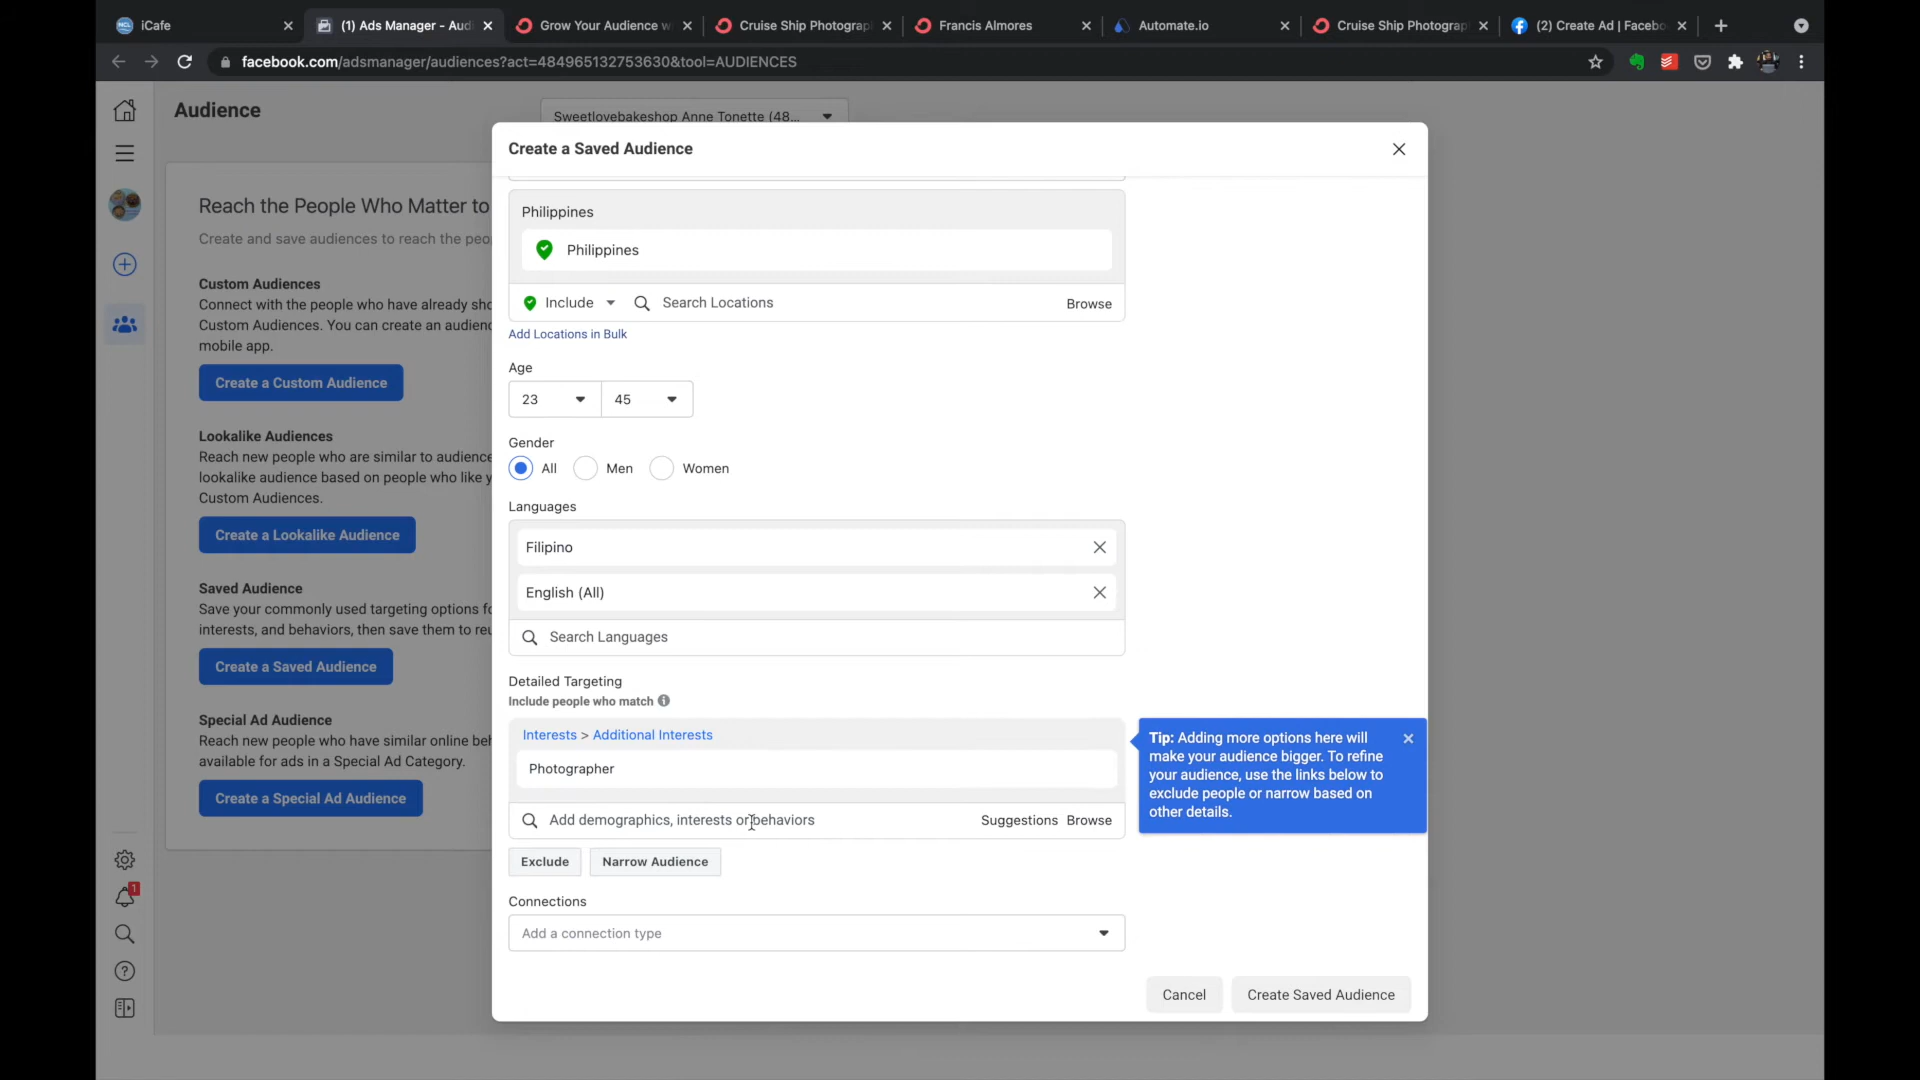 iCafe
(1) Ads Manager - Audi
Grow Your Audience w
Cruise Ship Photograp
Francis Almores
Automate.io
Cruise Ship Photograp
(2) Create Ad | Facebo
facebook.com/adsmanager/audiences?act=484965132753630&tool=AUDIENCES
Audience
Sweetlovebakeshop Anne Tonette (48...
Reach the People Who Matter to
Create and save audiences to reach the peo
Custom Audiences
Connect with the people who have already sho
Custom Audiences. You can create an audienc
mobile app.
Create a Custom Audience
Lookalike Audiences
Reach new people who are similar to audience
lookalike audience based on people who like y
Custom Audiences.
Create a Lookalike Audience
Saved Audience
Save your commonly used targeting options fo
interests, and behaviors, then save them to reu
Create a Saved Audience
Special Ad Audience
Reach new people who have similar online beh
available for ads in a Special Ad Category.
Create a Special Ad Audience
1
Create a Saved Audience
Philippines
Philippines
Include
Search Locations
Browse
Add Locations in Bulk
Age
23
45
Gender
All
Men
Women
Languages
Filipino
English (All)
Search Languages
Detailed Targeting
Include people who match
Interests > Additional Interests
Photographer
Add demographics, interests or behaviors
Suggestions
Browse
Exclude
Narrow Audience
Connections
Add a connection type
Tip: Adding more options here will
make your audience bigger. To refine
your audience, use the links below to
exclude people or narrow based on
other details.
Cancel
Create Saved Audience